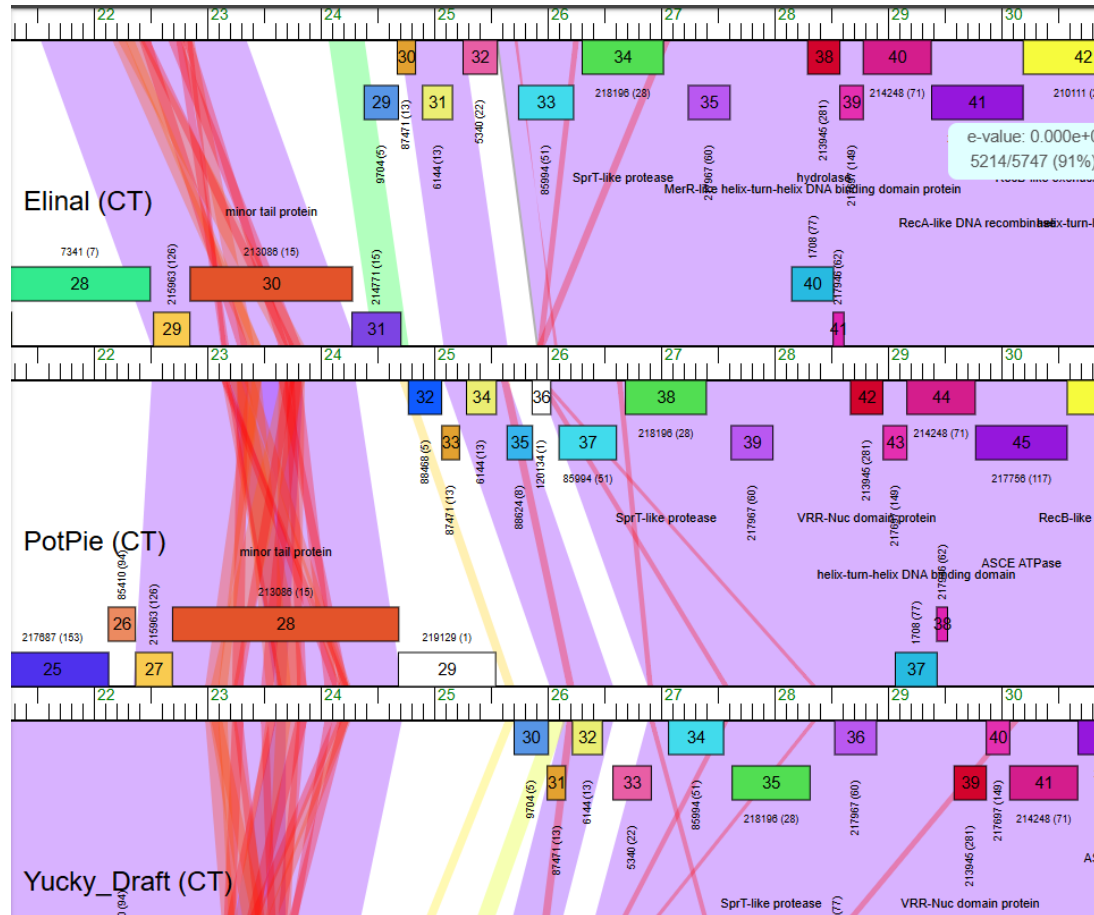 22 23 24 25 26 27 28 29 30
30 32 34 38 40 42
29 31 33 35 39 41
218196 (28) 214248 (71)
9704 (5) 87471 (13) 6144 (13) 5340 (22) 85994 (51) 217967 (60) 213945 (281) 217697 (149)
e-value: 0.000e+0
5214/5747 (91%)
SprT-like protease hydrolase
MerR-like helix-turn-helix DNA binding domain protein
Elinal (CT)
minor tail protein
RecA-like DNA recombinase
7341 (7) 215963 (126) 213086 (15) 214771 (15) 1708 (77) 217946 (62)
28 30 40
29 31 41
22 23 24 25 26 27 28 29 30
32 34 36 38 42 44
33 35 37 39 43 45
218196 (28) 214248 (71)
88468 (5) 87471 (13) 6144 (13) 88624 (8) 120134 (1) 85994 (51) 217967 (60) 213945 (281) 217697 (149) 217756 (117)
SprT-like protease VRR-Nuc domain protein RecB-like
PotPie (CT)
minor tail protein
ASCE ATPase
helix-turn-helix DNA binding domain
217687 (153) 85410 (94) 215963 (126) 213086 (15) 219129 (1) 1708 (77) 217946 (62)
26 28 38
25 27 29 37
22 23 24 25 26 27 28 29 30
30 32 34 36 40
31 33 35 39 41
9704 (5) 87471 (13) 6144 (13) 5340 (22) 85994 (51) 218196 (28) 217967 (60) 213945 (281) 217697 (149) 214248 (71)
Yucky_Draft (CT)
SprT-like protease VRR-Nuc domain protein
(77)